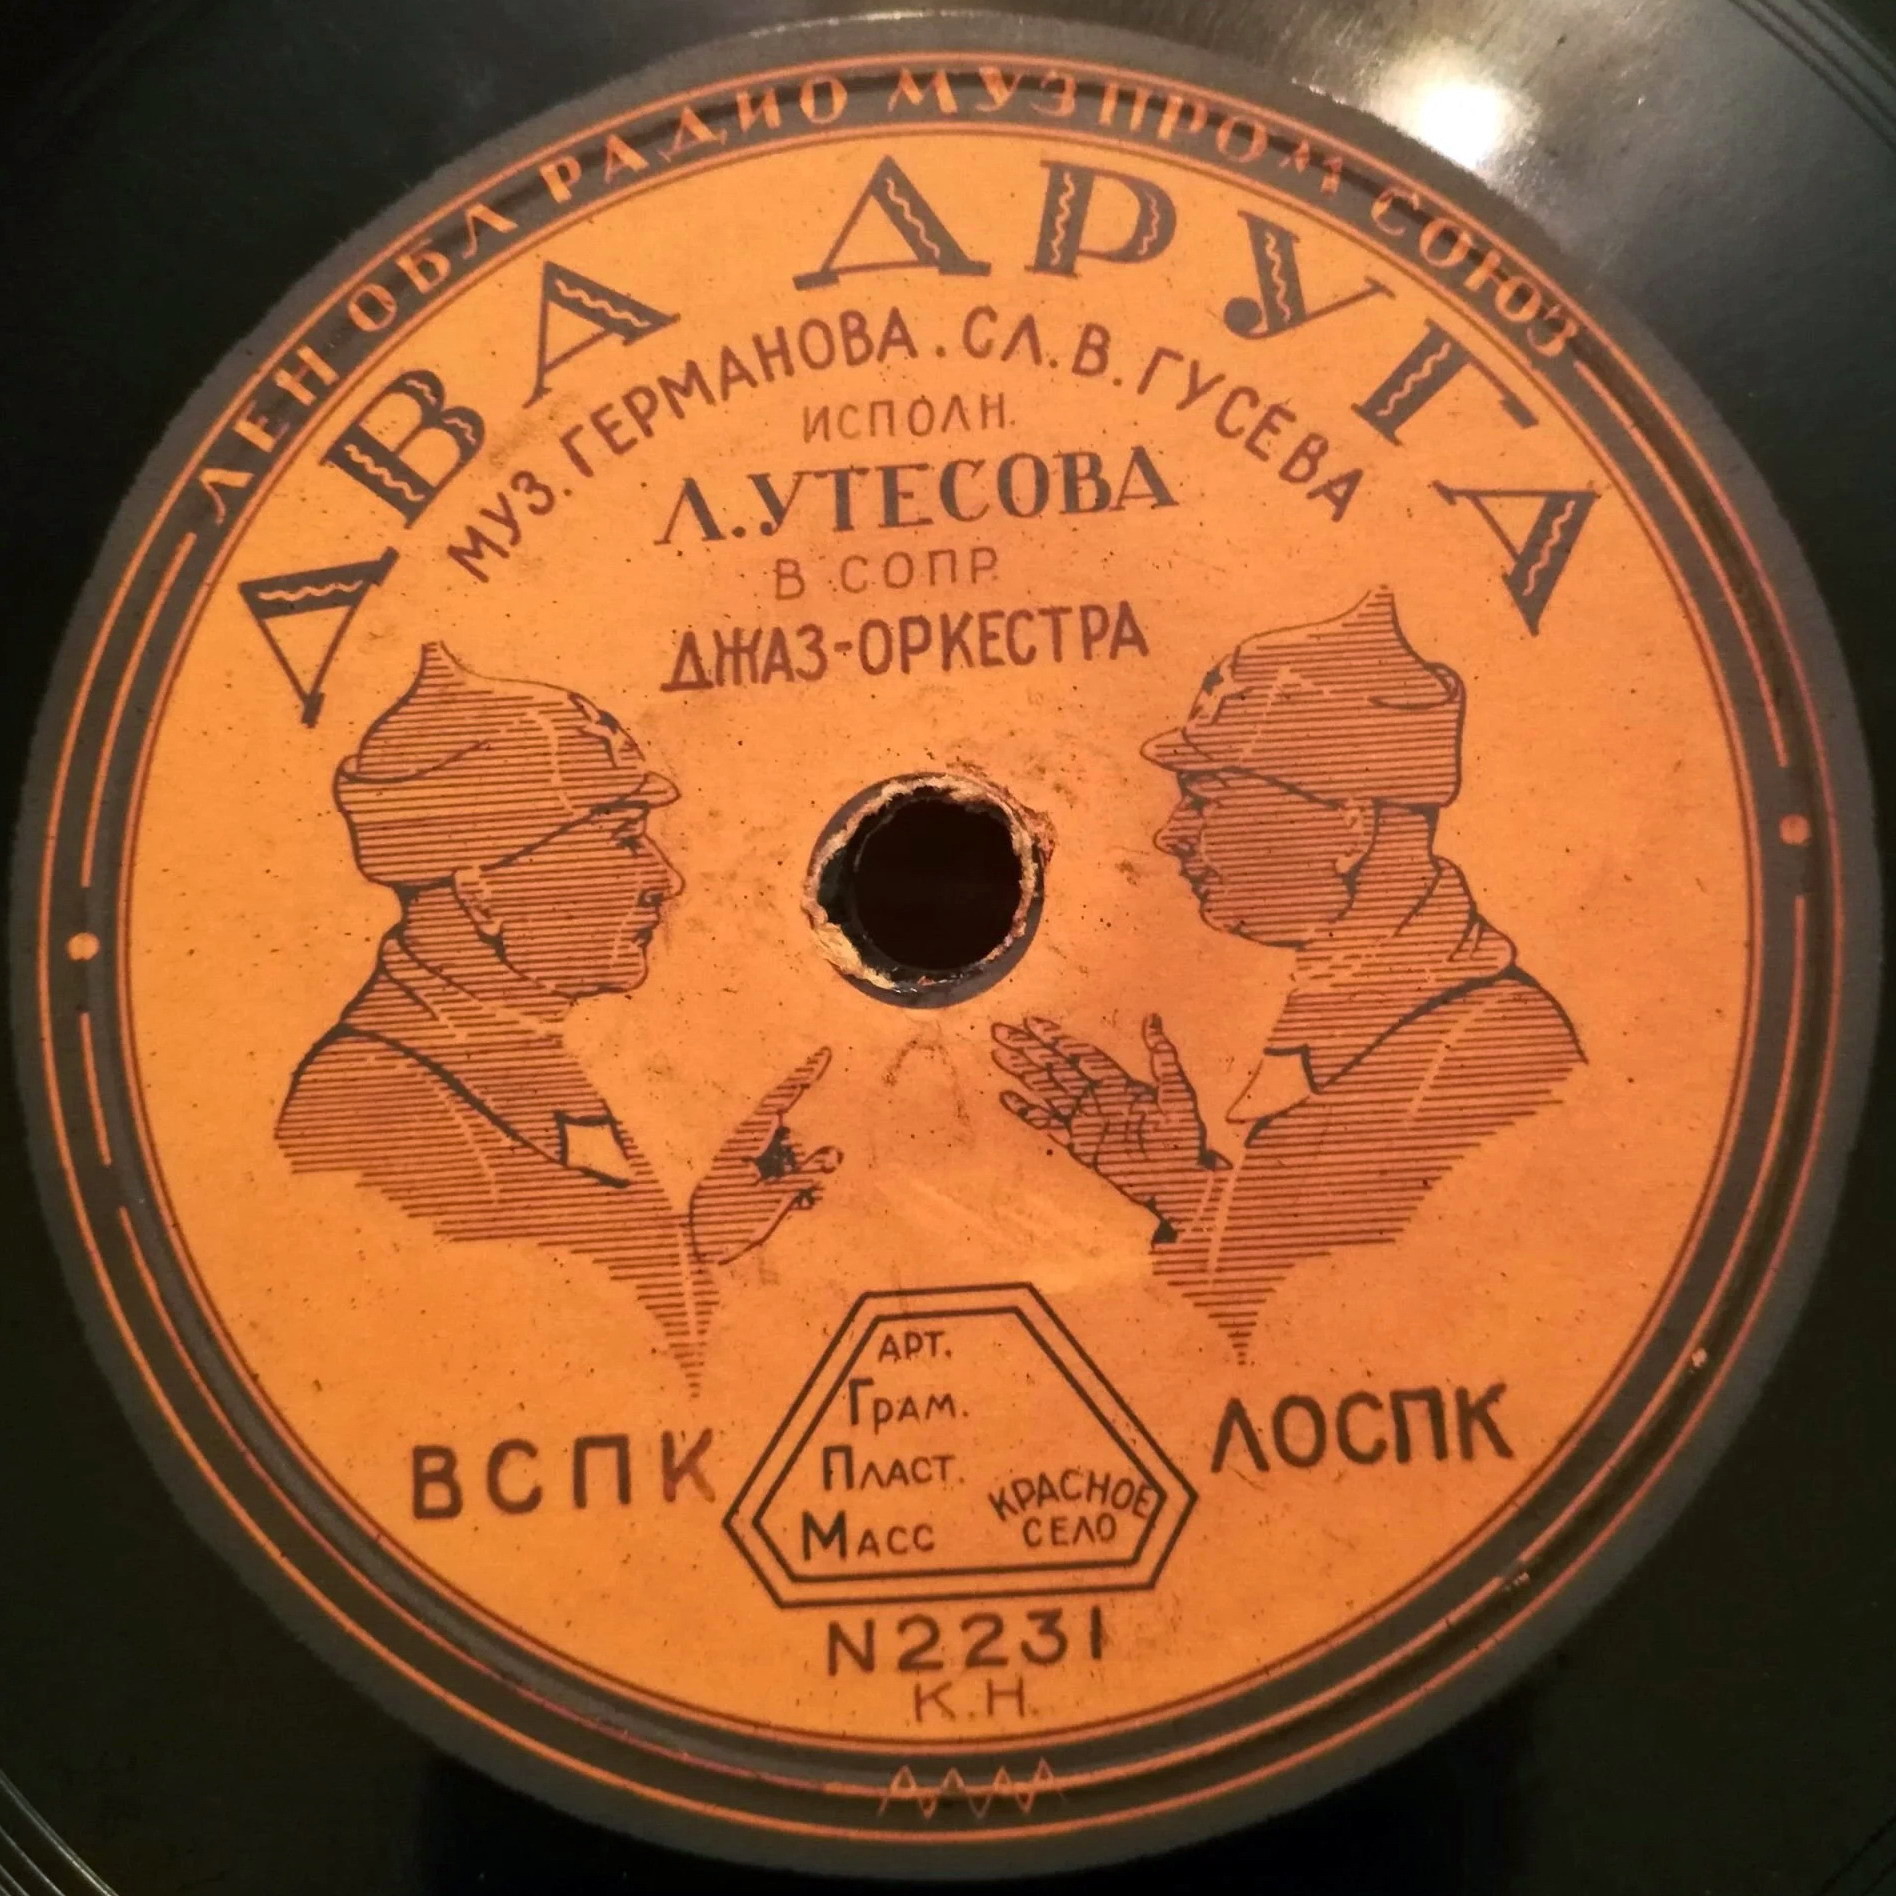 ЛЕН ОБЛ РАДИО МУЗПРОМ СОЮЗ
ДВА ДРУГА
МУЗ. ГЕРМАНОВА. СЛ. В. ГУСЕВА
ИСПОЛН.
Л. УТЕСОВА
В СОПР.
ДЖАЗ-ОРКЕСТРА
АРТ.
ГРАМ.
ПЛАСТ.
МАСС
КРАСНОЕ
СЕЛО
ВСПК
ЛОСПК
N2231
К.Н.